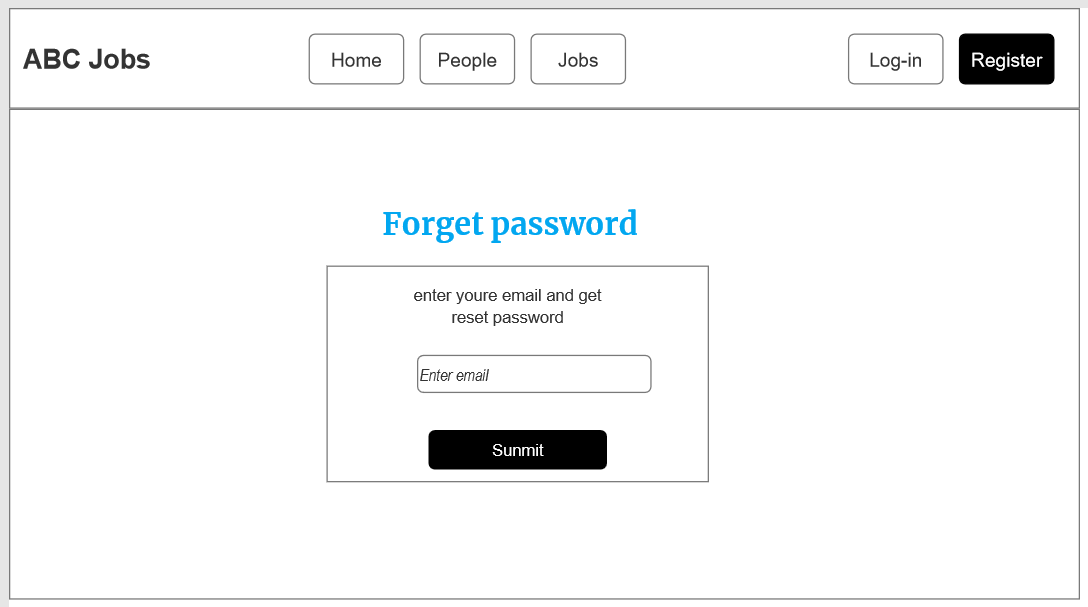 ABC Jobs
Home
People
Jobs
Log-in
Register
Forget password
enter youre email and get
reset password
Enter email
Sunmit